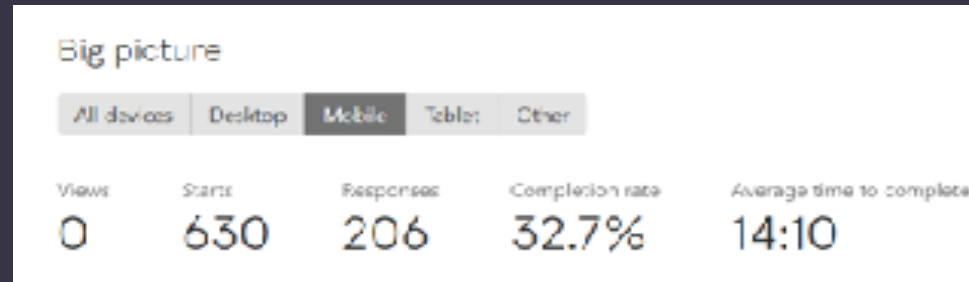 Big picture
All devices Desktop Mobile Tablet Other
Views Starts Responses Completion rate Average time to complete
0 630 206 32.7% 14:10